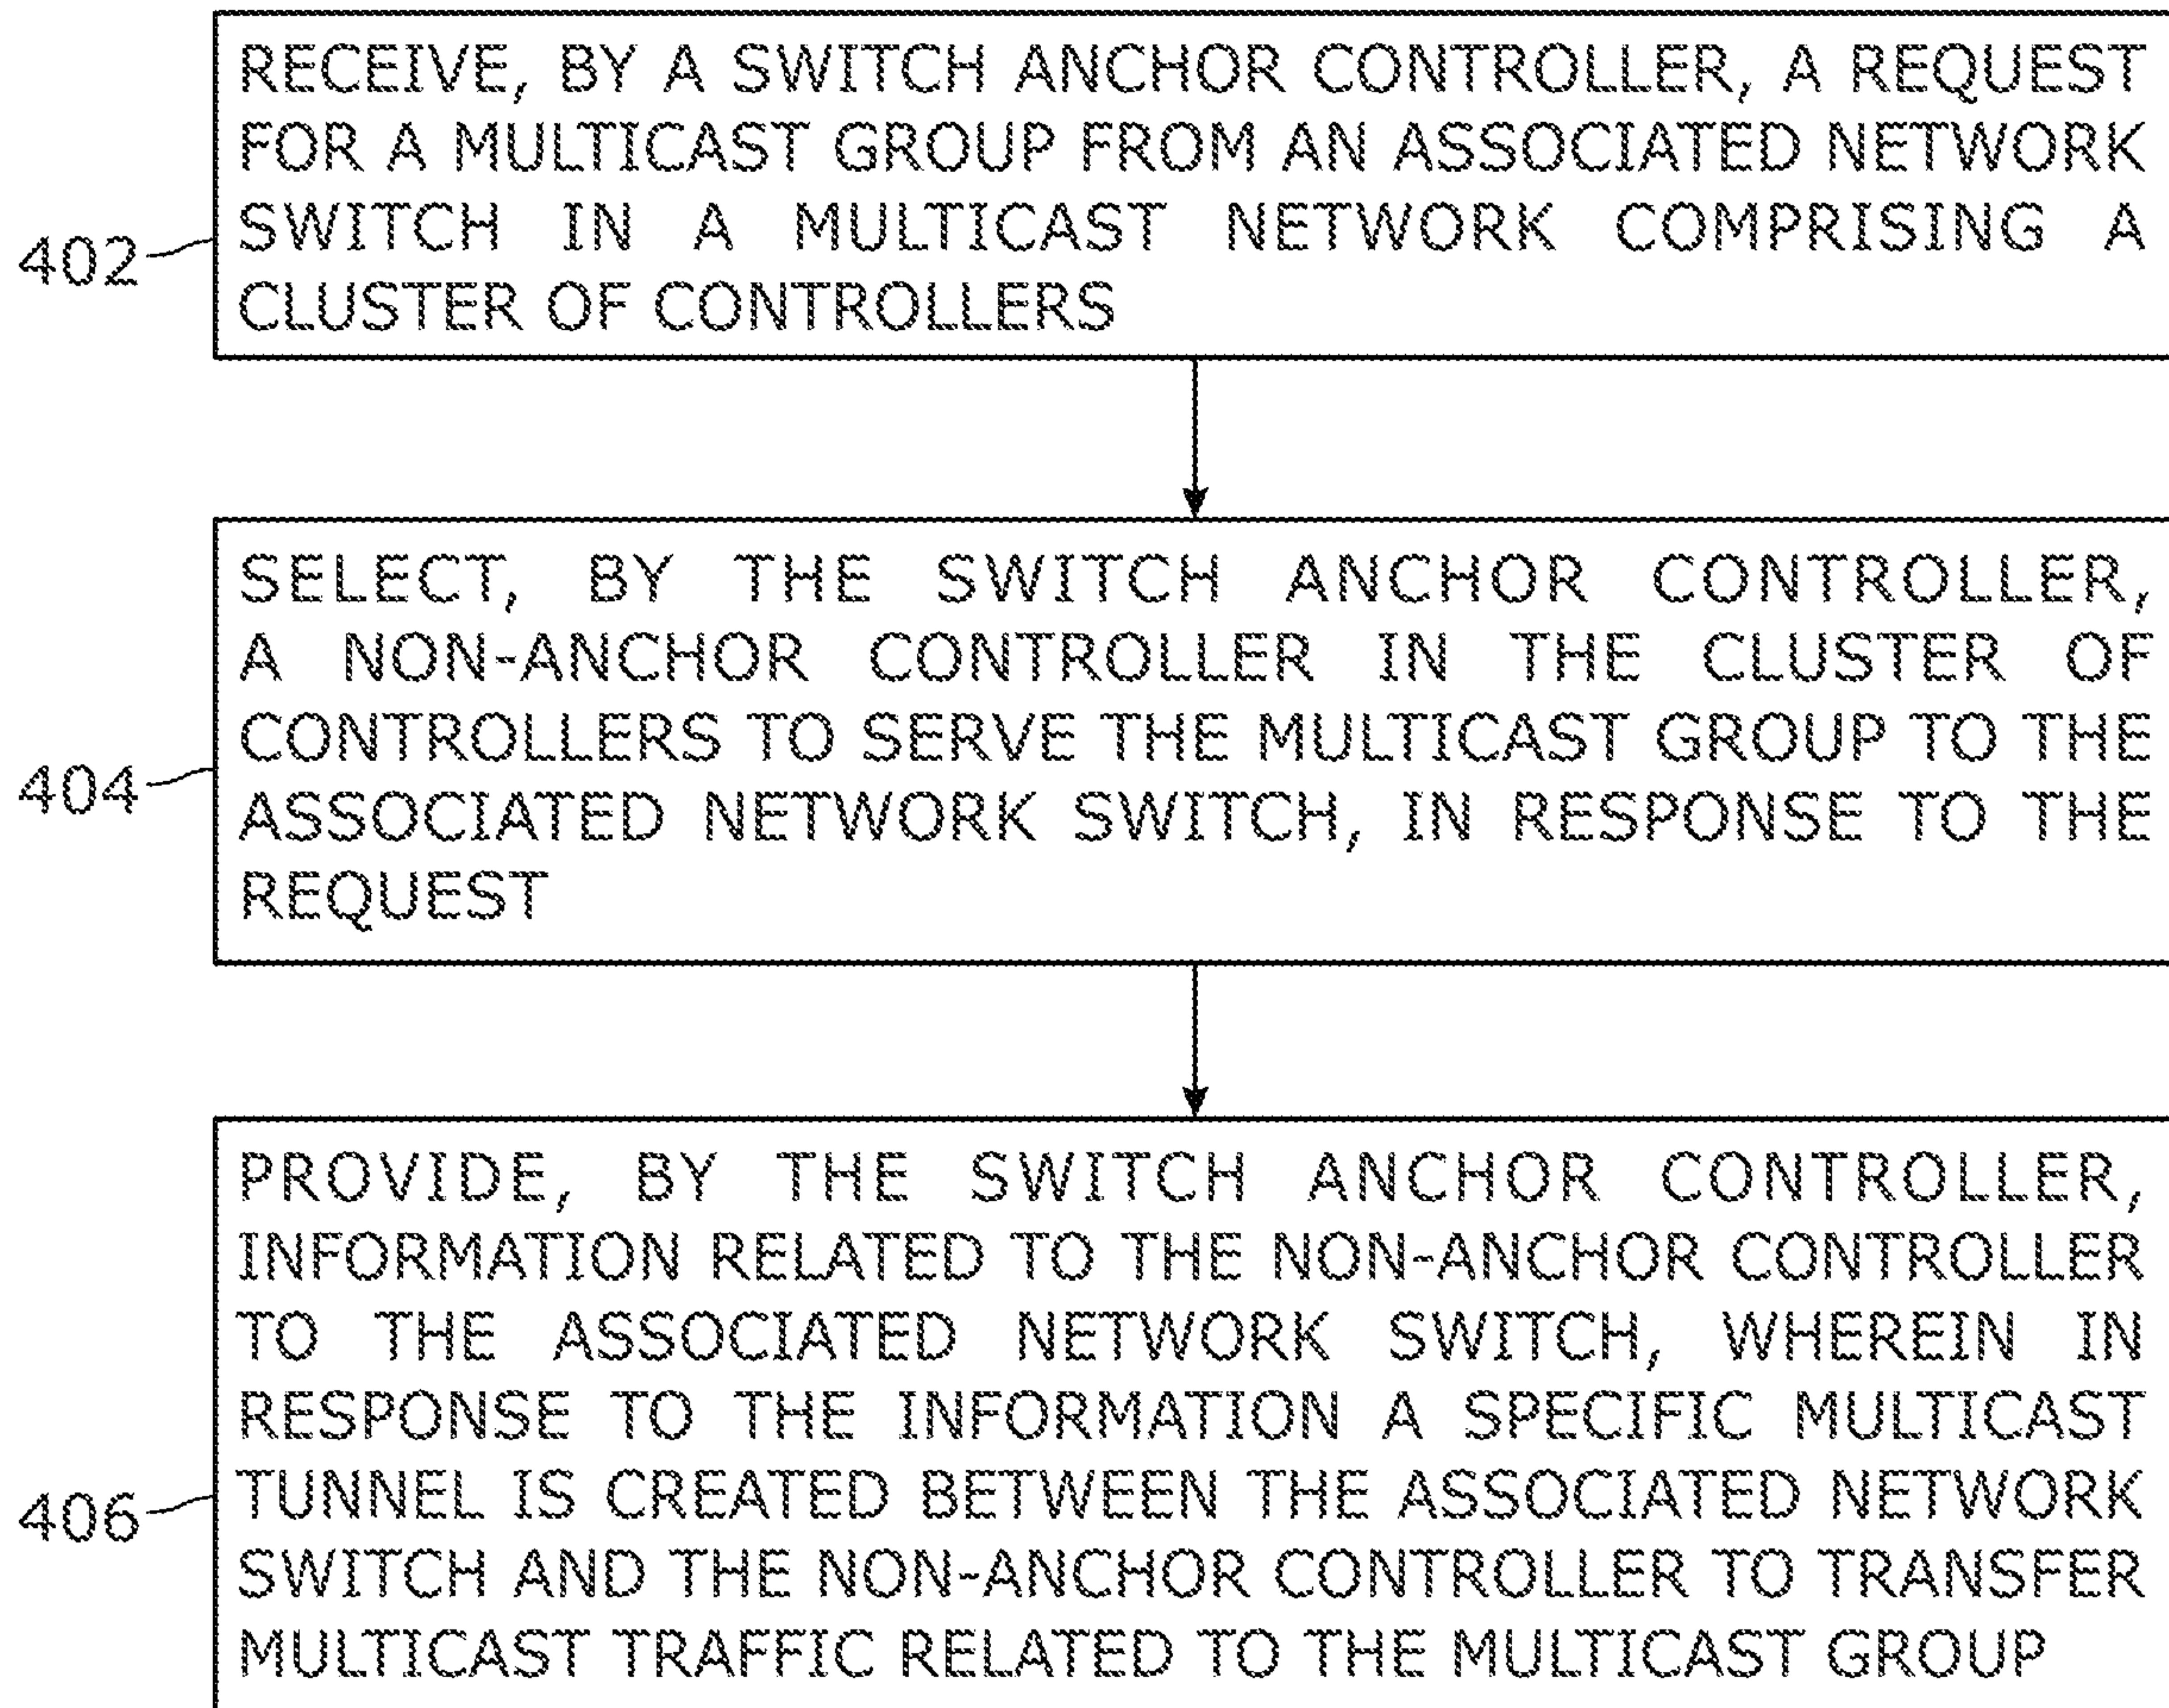 RECEIVE, BY A SWITCH ANCHOR CONTROLLER, A REQUEST
FOR A MULTICAST GROUP FROM AN ASSOCIATED NETWORK
SWITCH IN A MULTICAST NETWORK COMPRISING A
CLUSTER OF CONTROLLERS
402
SELECT, BY THE SWITCH ANCHOR CONTROLLER,
A NON-ANCHOR CONTROLLER IN THE CLUSTER OF
CONTROLLERS TO SERVE THE MULTICAST GROUP TO THE
ASSOCIATED NETWORK SWITCH, IN RESPONSE TO THE
REQUEST
404
PROVIDE, BY THE SWITCH ANCHOR CONTROLLER,
INFORMATION RELATED TO THE NON-ANCHOR CONTROLLER
TO THE ASSOCIATED NETWORK SWITCH, WHEREIN IN
RESPONSE TO THE INFORMATION A SPECIFIC MULTICAST
TUNNEL IS CREATED BETWEEN THE ASSOCIATED NETWORK
SWITCH AND THE NON-ANCHOR CONTROLLER TO TRANSFER
MULTICAST TRAFFIC RELATED TO THE MULTICAST GROUP
406